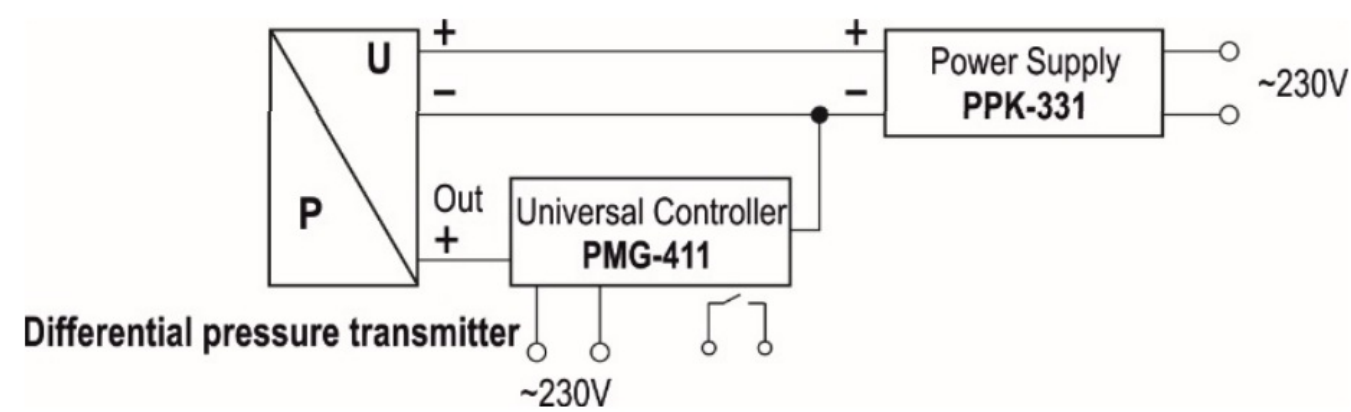 +
+
U
Power Supply
PPK-331
~230V
−
−
P
Out
+
Universal Controller
PMG-411
Differential pressure transmitter
~230V